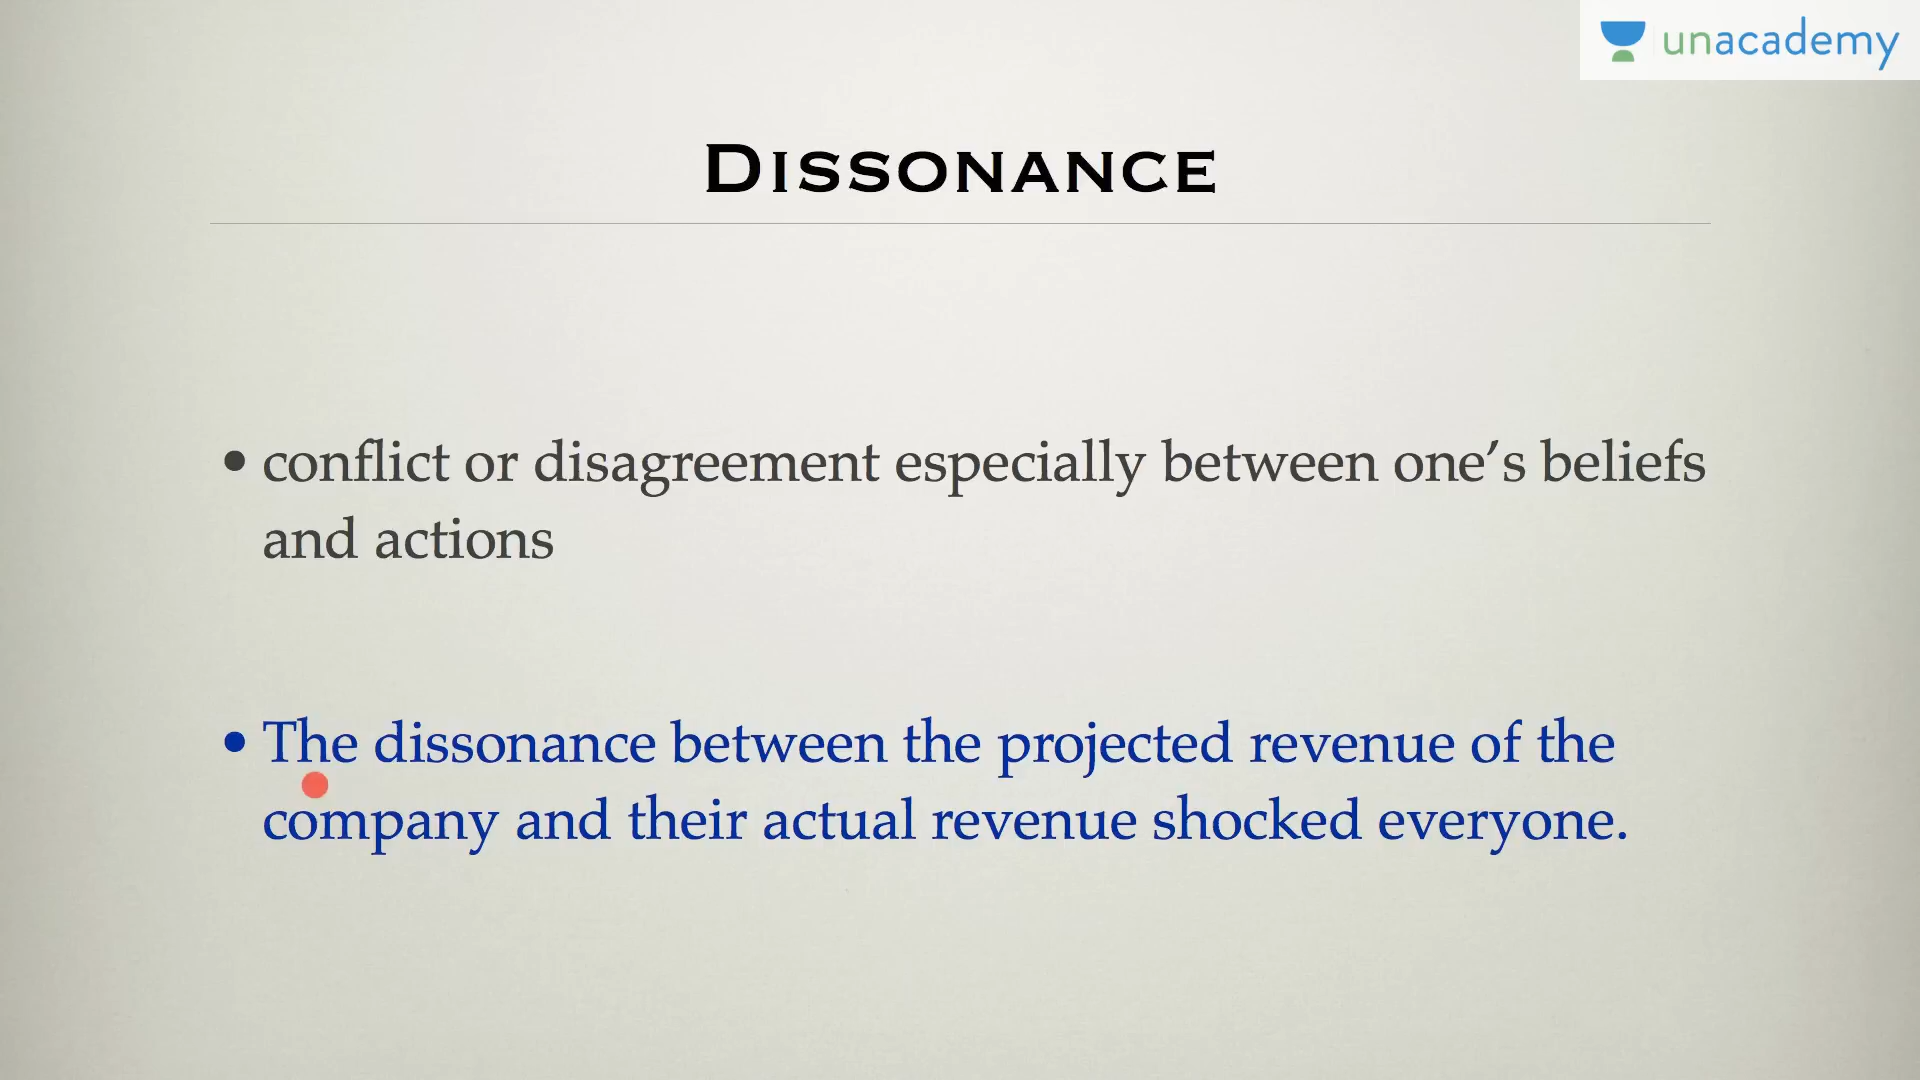 unacademy
DISSONANCE
• conflict or disagreement especially between one’s beliefs
and actions
• The dissonance between the projected revenue of the
company and their actual revenue shocked everyone.